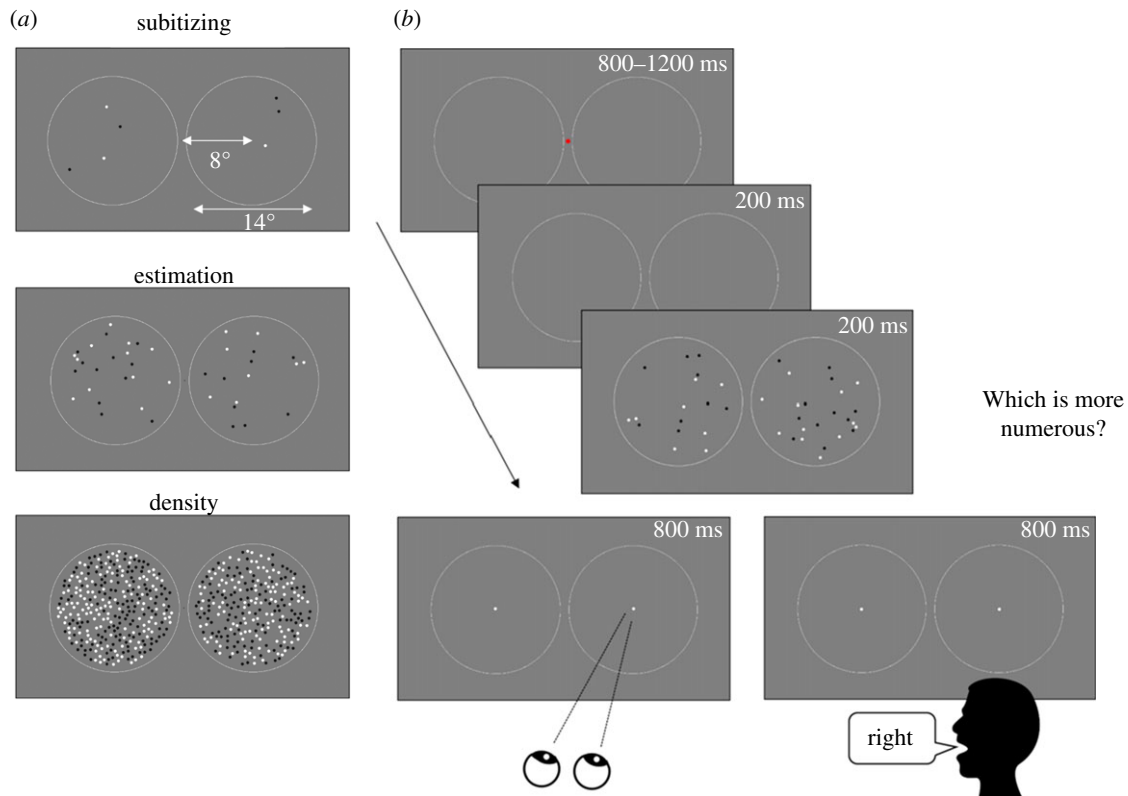 (a)
subitizing
8°
14°
estimation
density
(b)
800–1200 ms
200 ms
200 ms
Which is more
numerous?
800 ms
800 ms
right